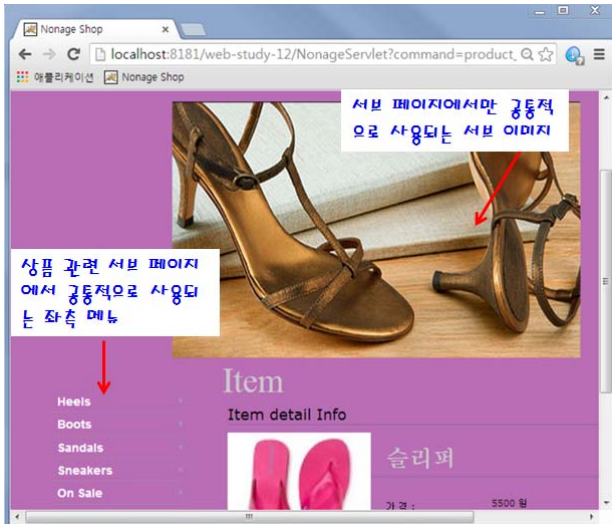 Nonage Shop
localhost:8181/web-study-12/NonageServlet?command=product_
애플리케이션 Nonage Shop
서브 페이지에서만 공통적
으로 사용되는 서브 이미지
상품 관련 서브 페이지
에서 공통적으로 사용되
는 좌측 메뉴
Heels
Boots
Sandals
Sneakers
On Sale
Item
Item detail Info
슬리퍼
가 격 :
5500 원